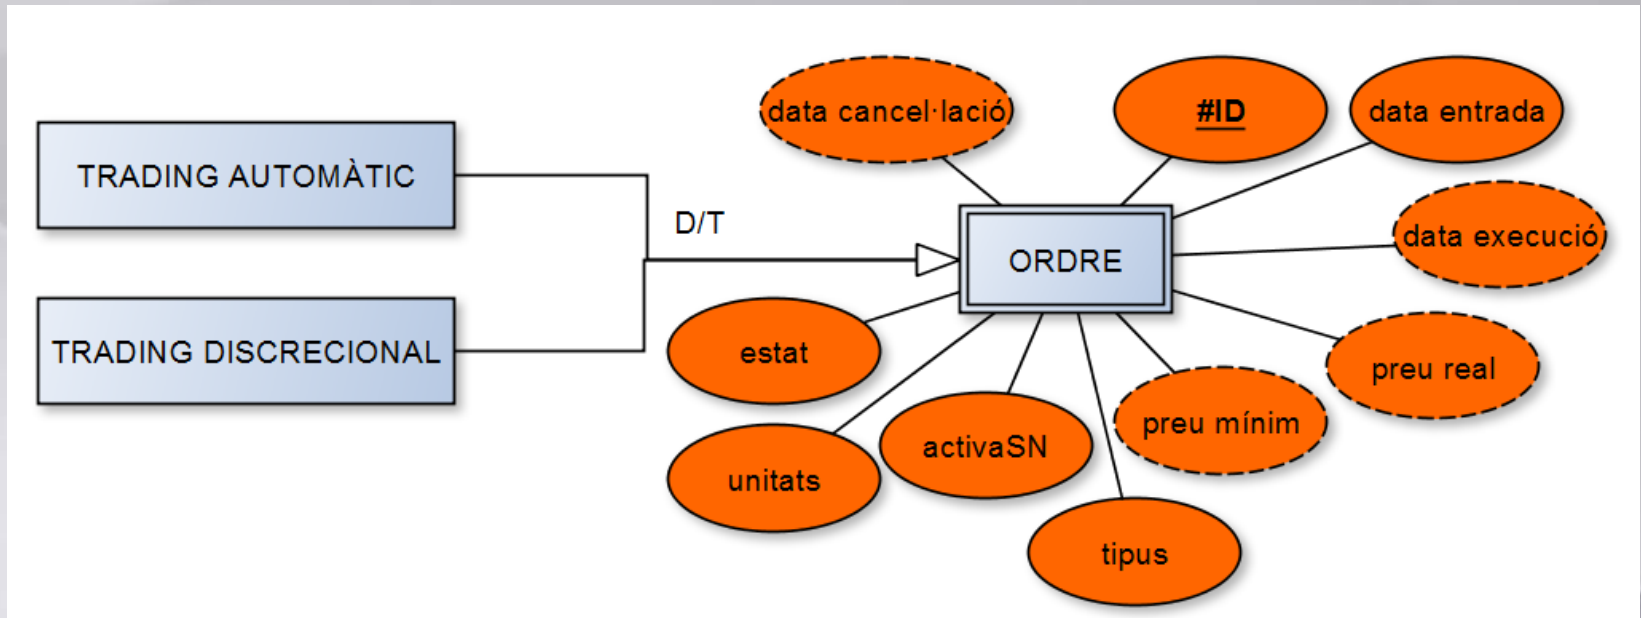 data cancel·lació
#ID
data entrada
TRADING AUTOMÀTIC
D/T
data execució
ORDRE
TRADING DISCRECIONAL
estat
preu real
preu mínim
activaSN
unitats
tipus